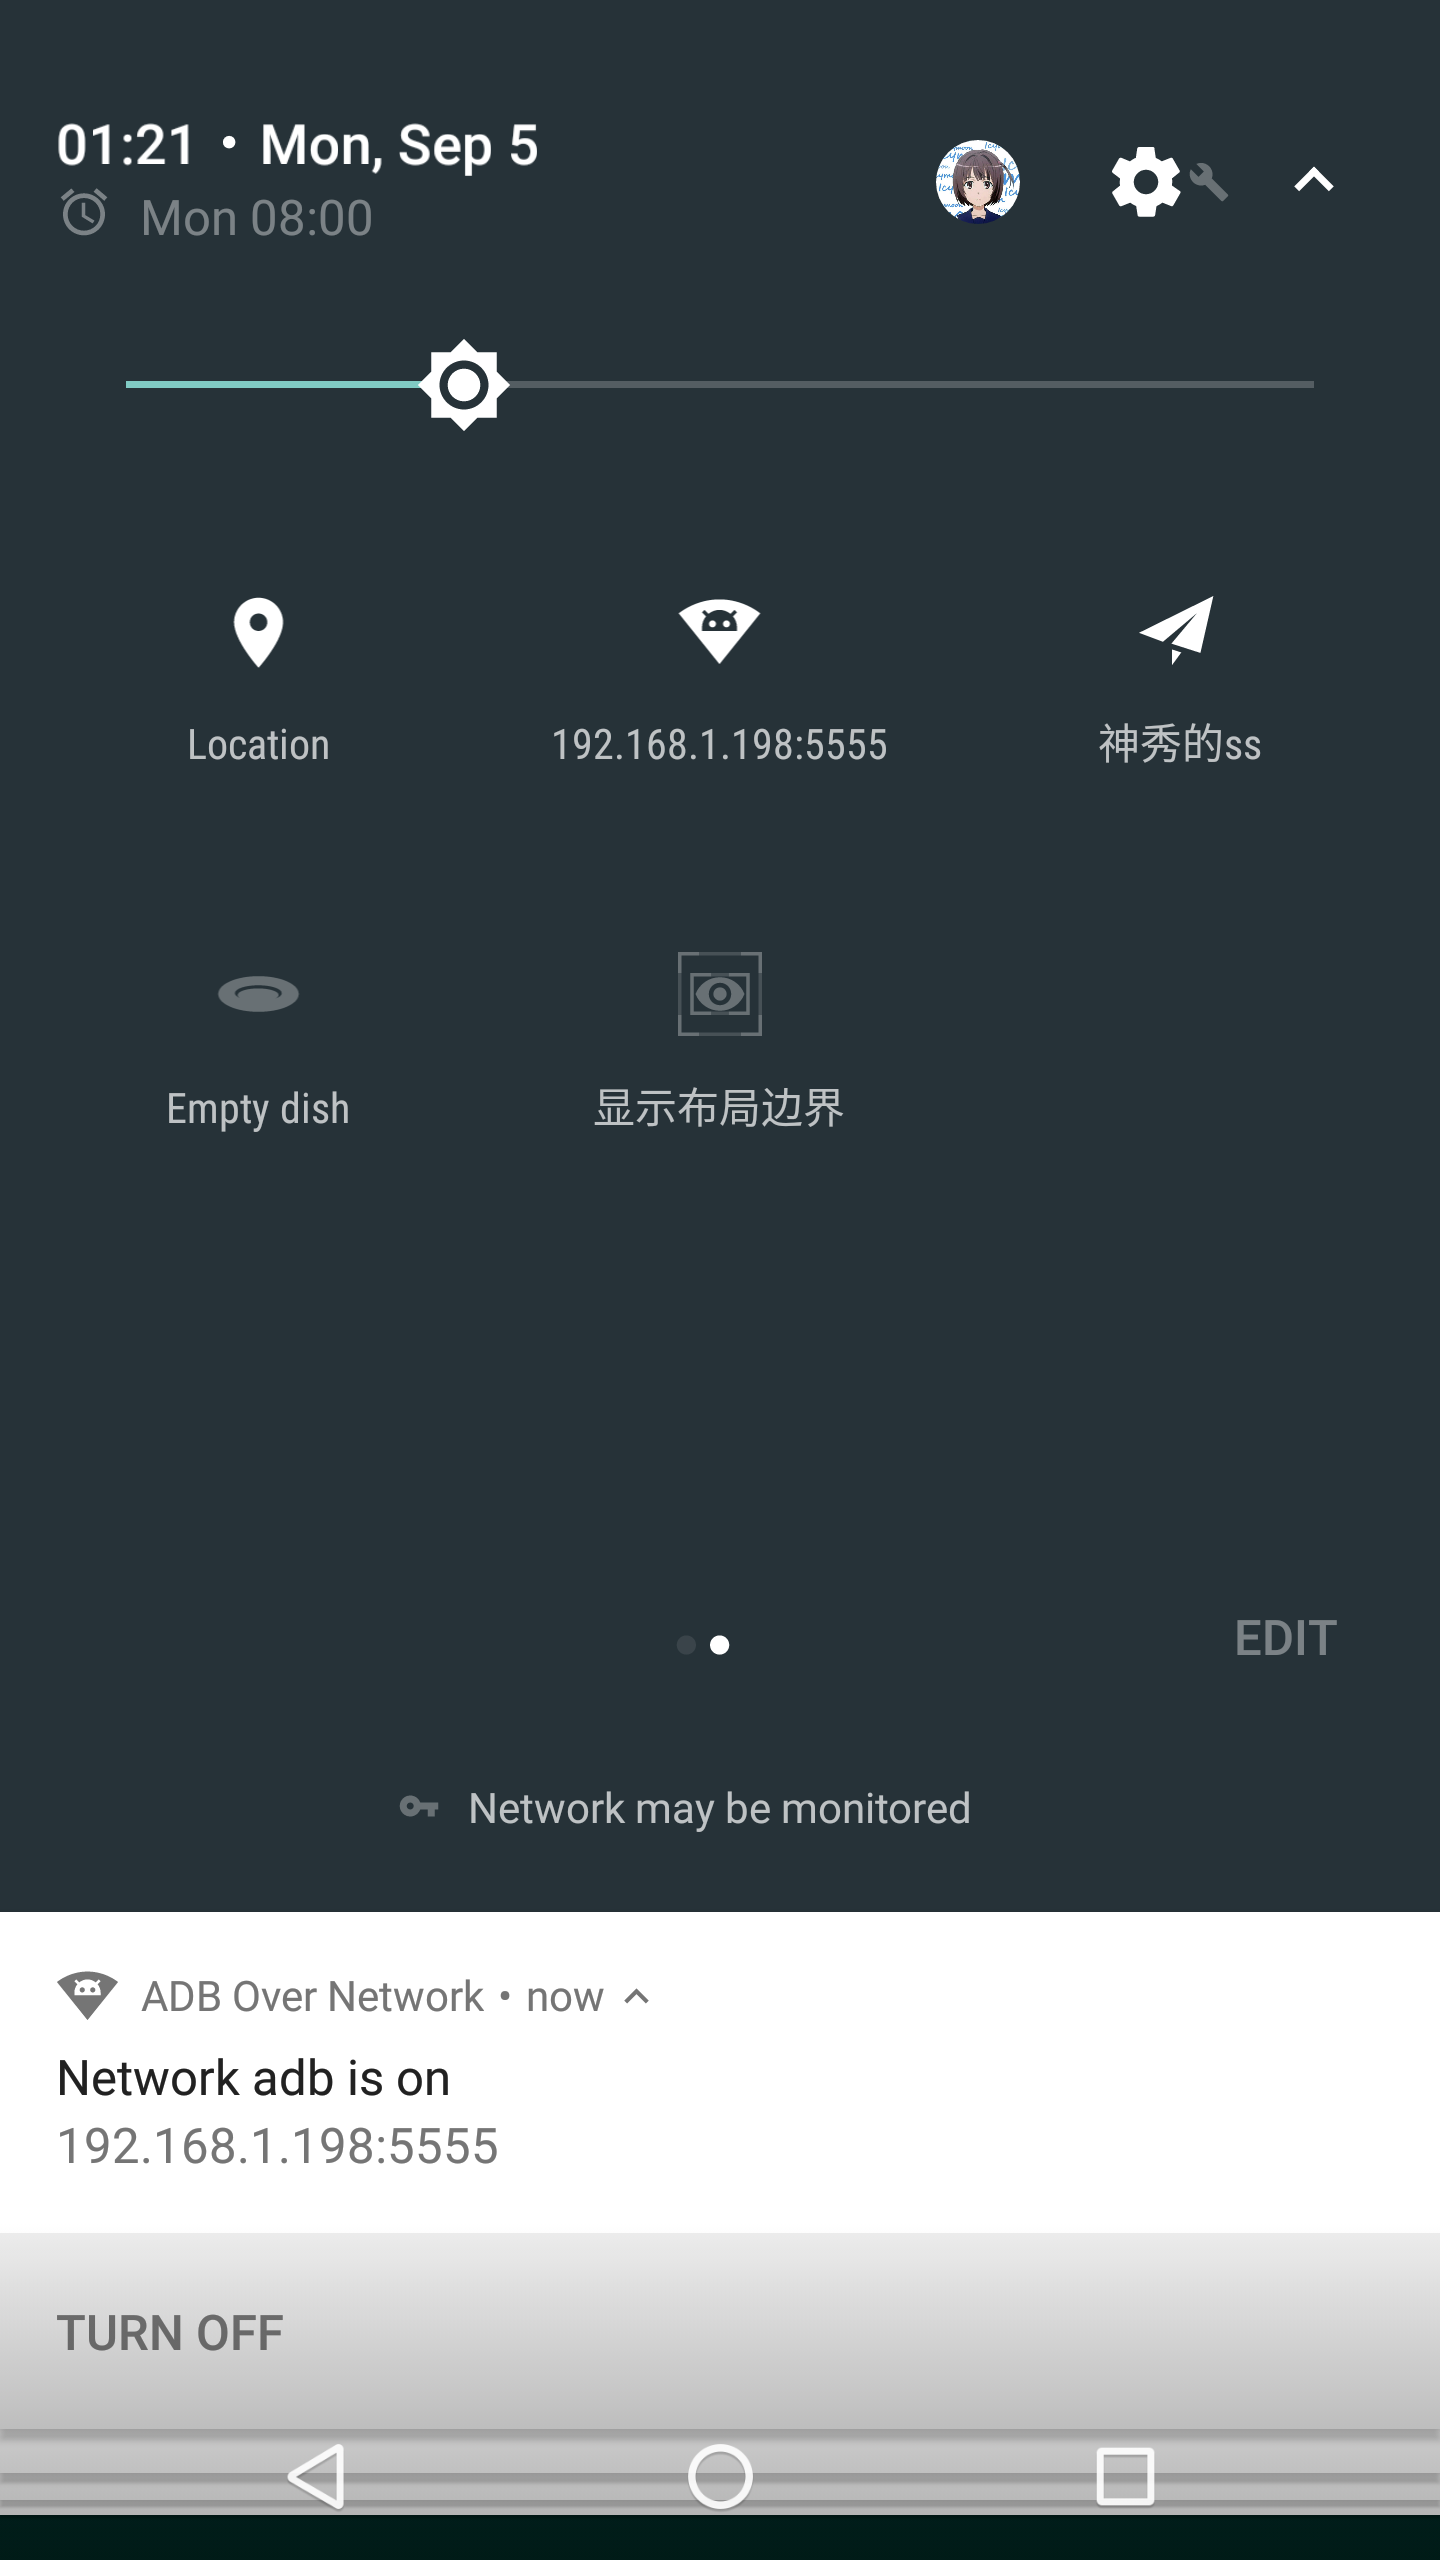 01:21 • Mon, Sep 5
Mon 08:00
Location
192.168.1.198:5555
神秀的ss
Empty dish
显示布局边界
EDIT
Network may be monitored
ADB Over Network • now
Network adb is on
192.168.1.198:5555
TURN OFF